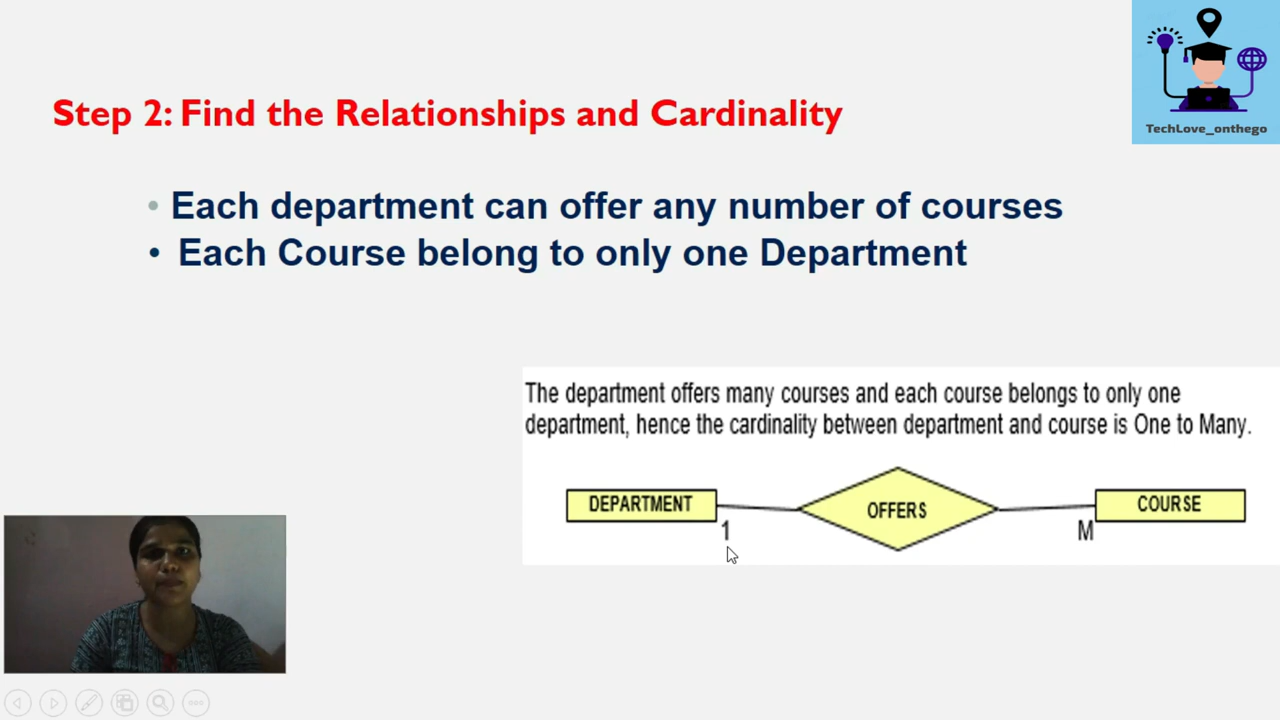 TechLove_onthego
Step 2: Find the Relationships and Cardinality
• Each department can offer any number of courses
• Each Course belong to only one Department
The department offers many courses and each course belongs to only one
department, hence the cardinality between department and course is One to Many.
DEPARTMENT OFFERS COURSE
1 M